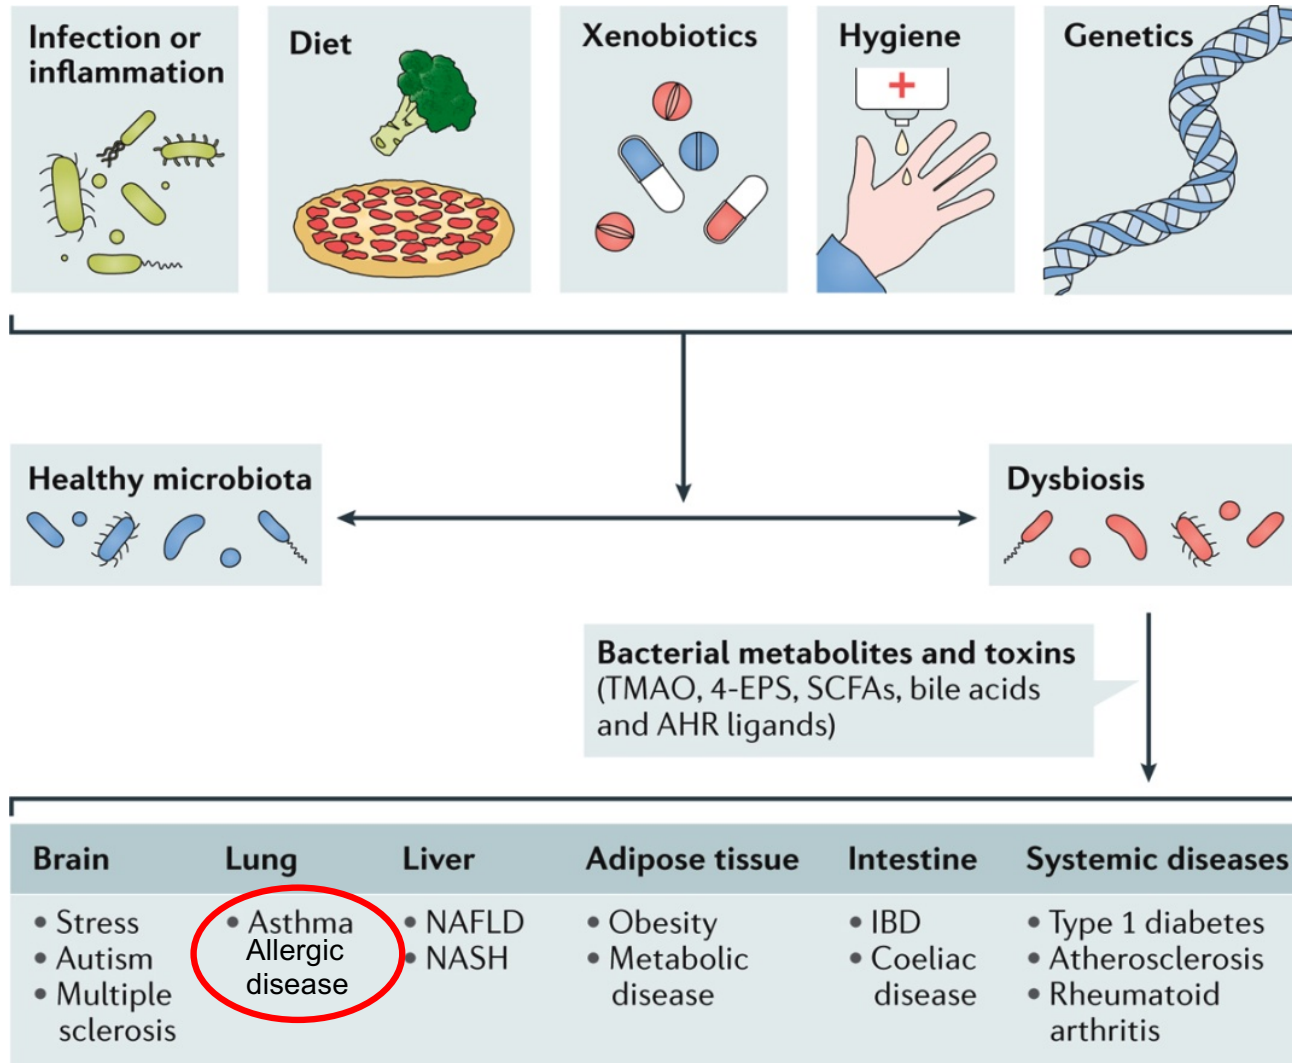 Infection or
inflammation
Diet
Xenobiotics
Hygiene
Genetics
Healthy microbiota
Dysbiosis
Bacterial metabolites and toxins
(TMAO, 4-EPS, SCFAs, bile acids
and AHR ligands)
Brain
• Stress
• Autism
• Multiple
sclerosis
Lung
• Asthma
Allergic
disease
Liver
• NAFLD
• NASH
Adipose tissue
• Obesity
• Metabolic
disease
Intestine
• IBD
• Coeliac
disease
Systemic diseases
• Type 1 diabetes
• Atherosclerosis
• Rheumatoid
arthritis